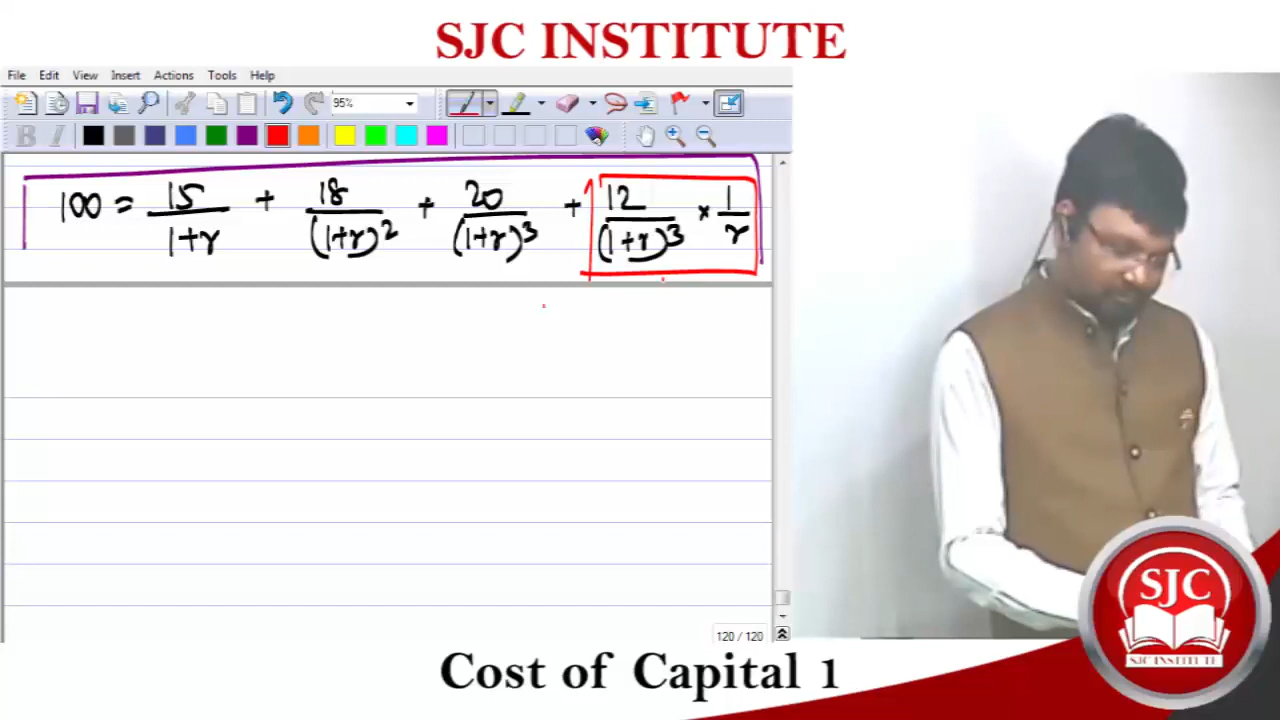 SJC INSTITUTE
File Edit View Insert Actions Tools Help
95%
B I
100 = 15/(1+r) + 18/(1+r)^2 + 20/(1+r)^3 + 12/(1+r)^3 × 1/r
120 / 120
SJC
SJC INSTITUTE
Cost of Capital 1